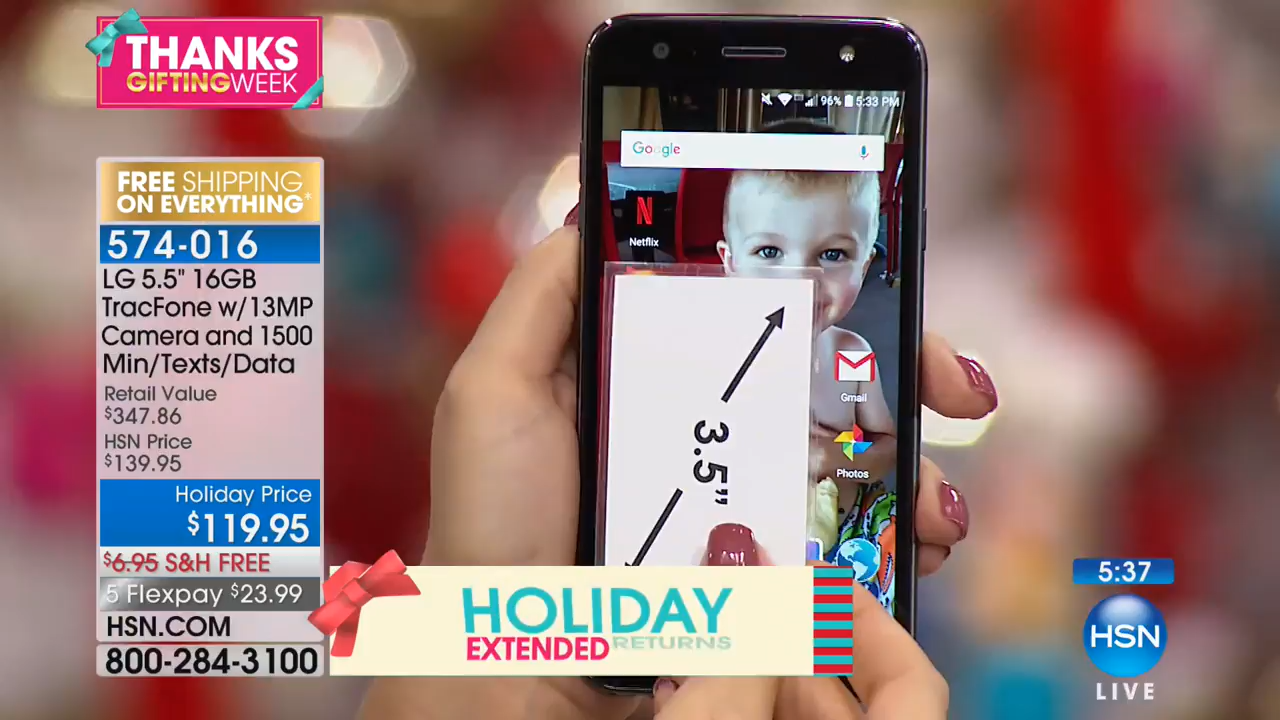 THANKS
GIFTINGWEEK
FREE SHIPPING
ON EVERYTHING*
574-016
LG 5.5" 16GB
TracFone w/13MP
Camera and 1500
Min/Texts/Data
Retail Value
$347.86
HSN Price
$139.95
Holiday Price
$119.95
$6.95 S&H FREE
5 Flexpay $23.99
HSN.COM
800-284-3100
96% 5:33 PM
Google
N
Netflix
3.5"
Gmail
Photos
HOLIDAY
EXTENDED RETURNS
5:37
HSN
LIVE